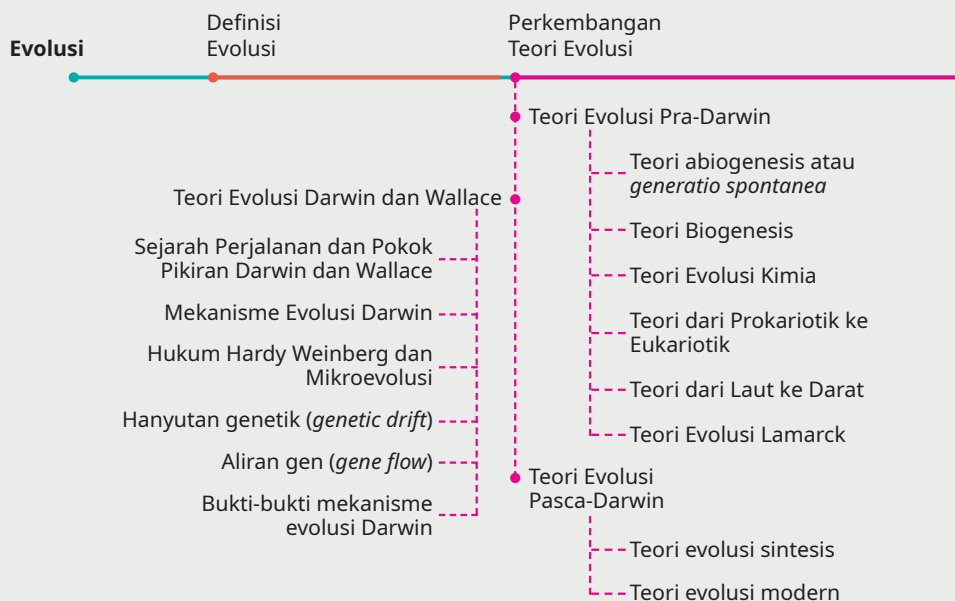 Evolusi
Definisi
Evolusi
Perkembangan
Teori Evolusi
Teori Evolusi Pra-Darwin
Teori abiogenesis atau
generatio spontanea
Teori Biogenesis
Teori Evolusi Kimia
Teori dari Prokariotik ke
Eukariotik
Teori dari Laut ke Darat
Teori Evolusi Lamarck
Teori Evolusi Darwin dan Wallace
Sejarah Perjalanan dan Pokok
Pikiran Darwin dan Wallace
Mekanisme Evolusi Darwin
Hukum Hardy Weinberg dan
Mikroevolusi
Hanyutan genetik (genetic drift)
Aliran gen (gene flow)
Bukti-bukti mekanisme
evolusi Darwin
Teori Evolusi
Pasca-Darwin
Teori evolusi sintesis
Teori evolusi modern